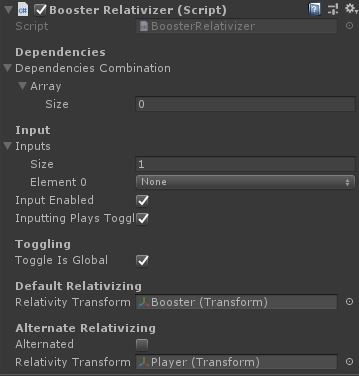 Booster Relativizer (Script)
Script BoosterRelativizer
Dependencies
Dependencies Combination
Array
Size 0
Input
Inputs
Size 1
Element 0 None
Input Enabled
Inputting Plays Toggl
Toggling
Toggle Is Global
Default Relativizing
Relativity Transform Booster (Transform)
Alternate Relativizing
Alternated
Relativity Transform Player (Transform)